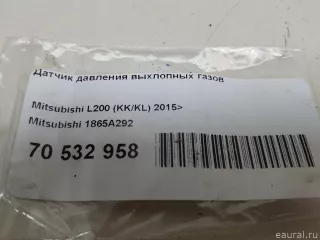 Датчик давления выхлопных газов
Mitsubishi L200 (KK/KL) 2015>
Mitsubishi 1865A292
70 532 958
eaural.ru